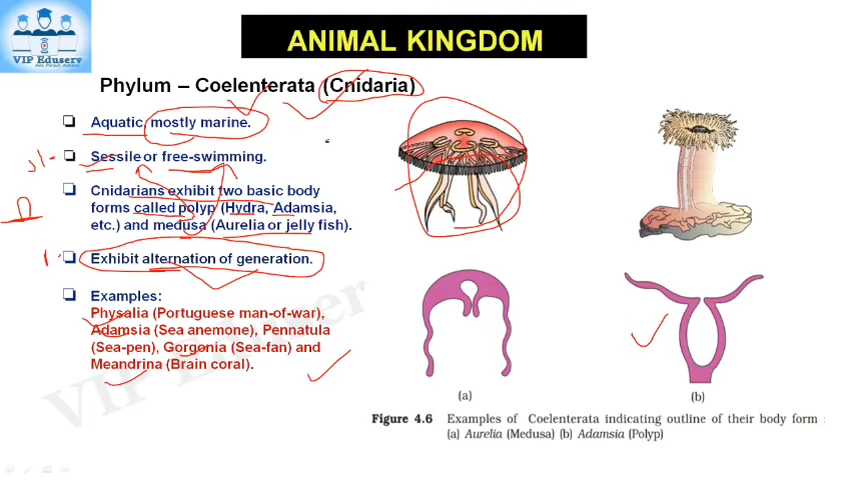 VIP Eduserv
ANIMAL KINGDOM
Phylum – Coelenterata (Cnidaria)
Aquatic, mostly marine.
Sessile or free-swimming.
Cnidarians exhibit two basic body
forms called polyp (Hydra, Adamsia,
etc.) and medusa (Aurelia or jelly fish).
Exhibit alternation of generation.
Examples:
Physalia (Portuguese man-of-war),
Adamsia (Sea anemone), Pennatula
(Sea-pen), Gorgonia (Sea-fan) and
Meandrina (Brain coral).
VIP Eduserv
(a)
(b)
Figure 4.6 Examples of Coelenterata indicating outline of their body form :
(a) Aurelia (Medusa) (b) Adamsia (Polyp)